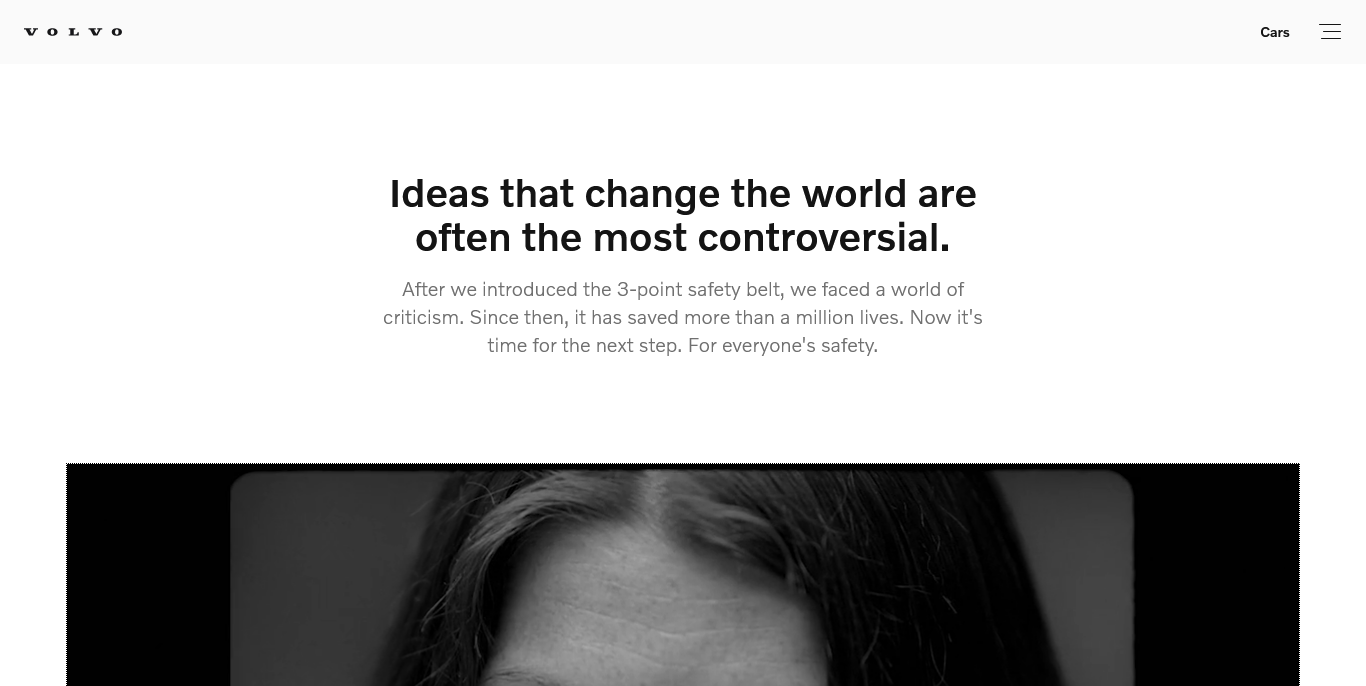 VOLVO
Cars
Ideas that change the world are
often the most controversial.
After we introduced the 3-point safety belt, we faced a world of
criticism. Since then, it has saved more than a million lives. Now it's
time for the next step. For everyone's safety.